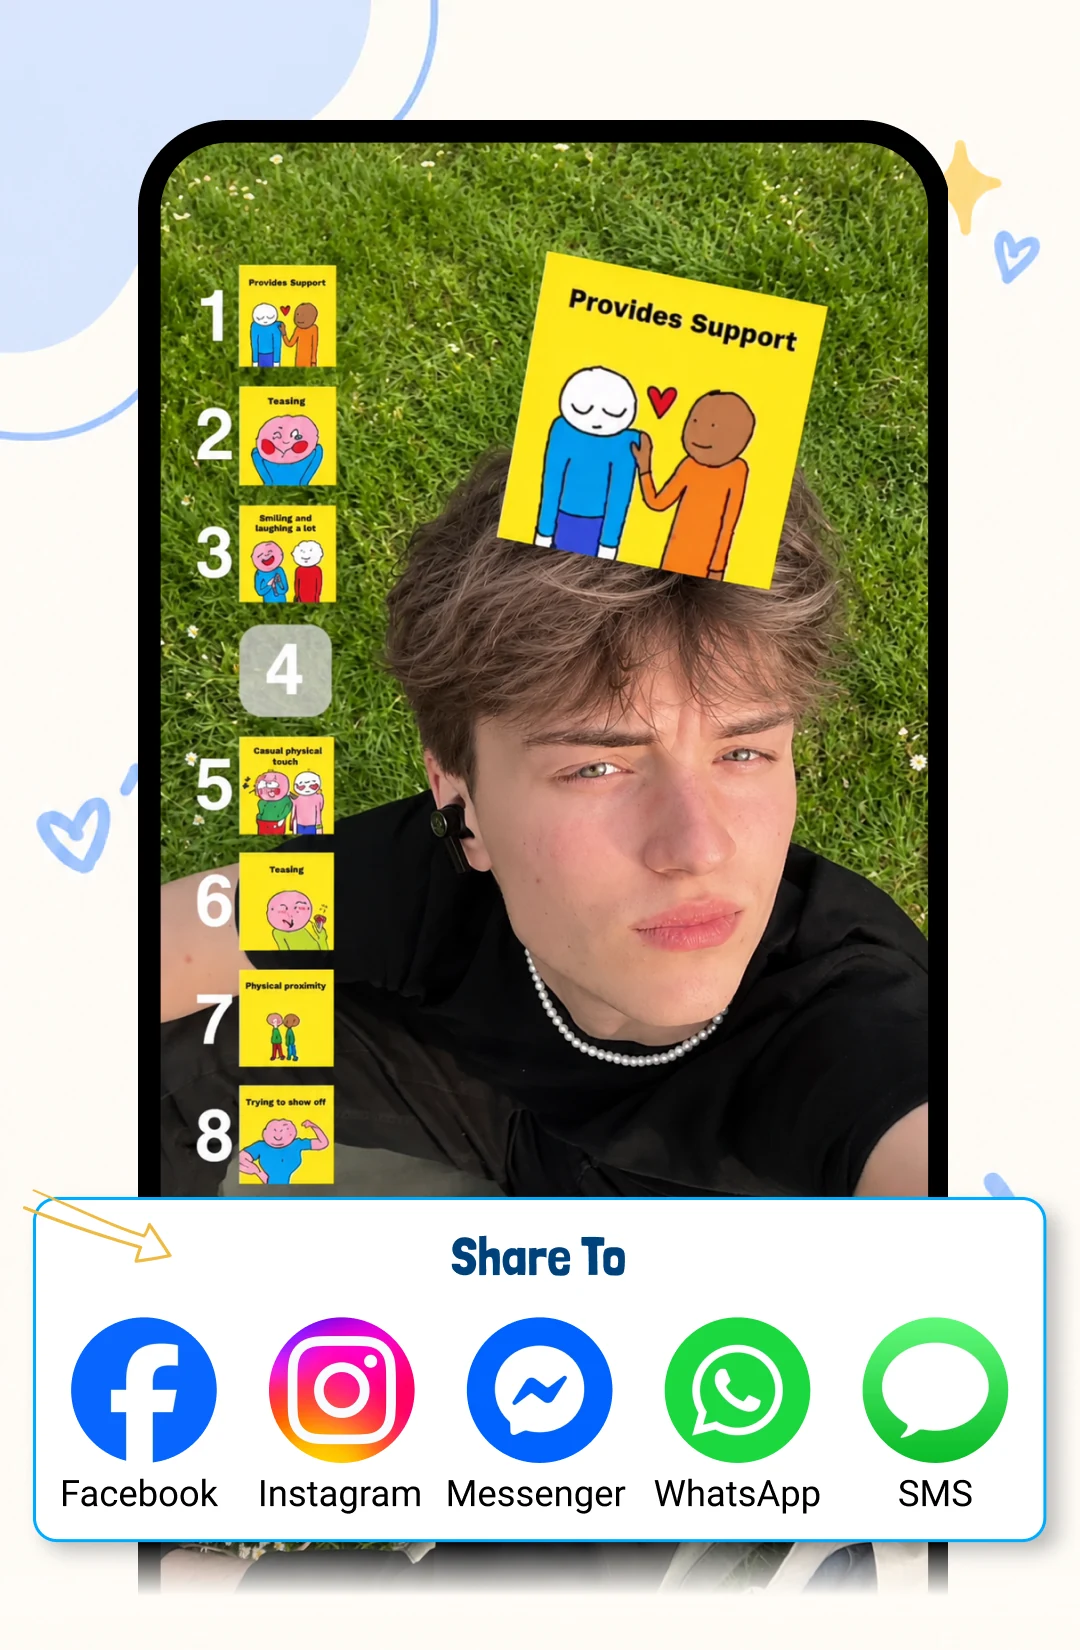 Provides Support
1
Provides Support
2
Teasing
3
Smiling and
laughing a lot
4
5
Casual physical
touch
6
Teasing
7
Physical proximity
8
Trying to show off
Share To
Facebook
Instagram
Messenger
WhatsApp
SMS